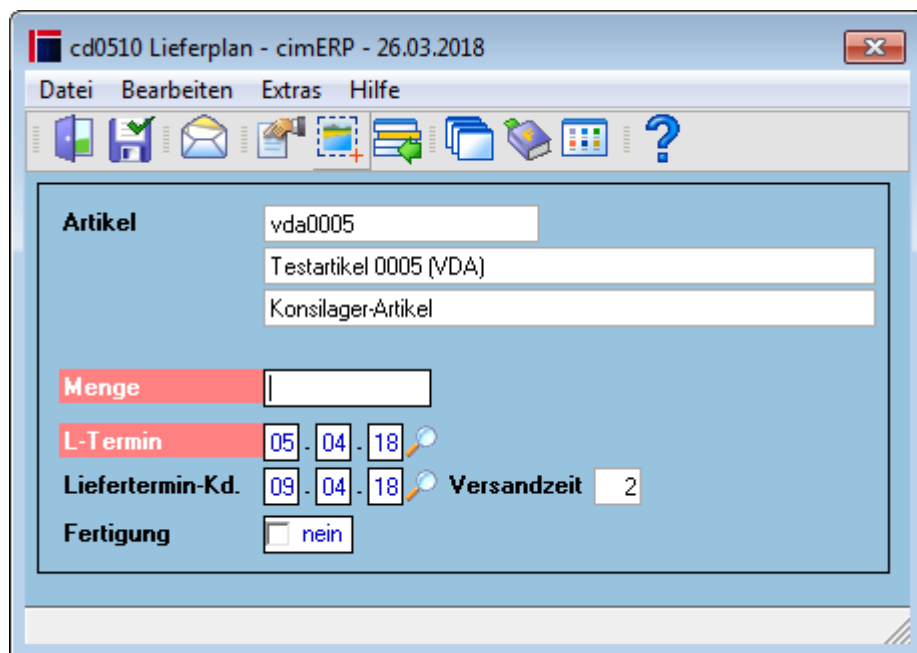 cd0510 Lieferplan - cimERP - 26.03.2018
Datei Bearbeiten Extras Hilfe
Artikel vda0005
Testartikel 0005 (VDA)
Konsilager-Artikel
Menge
L-Termin 05 . 04 . 18
Liefertermin-Kd. 09 . 04 . 18 Versandzeit 2
Fertigung nein